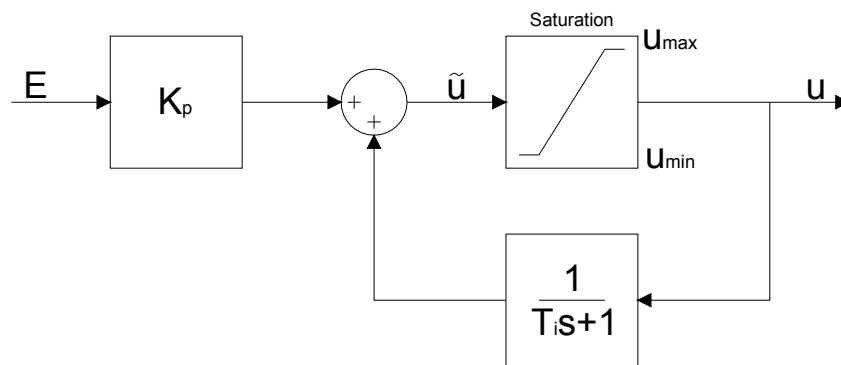 Saturation
E
Kp
+
+
ũ
umax
umin
u
1
Tis+1